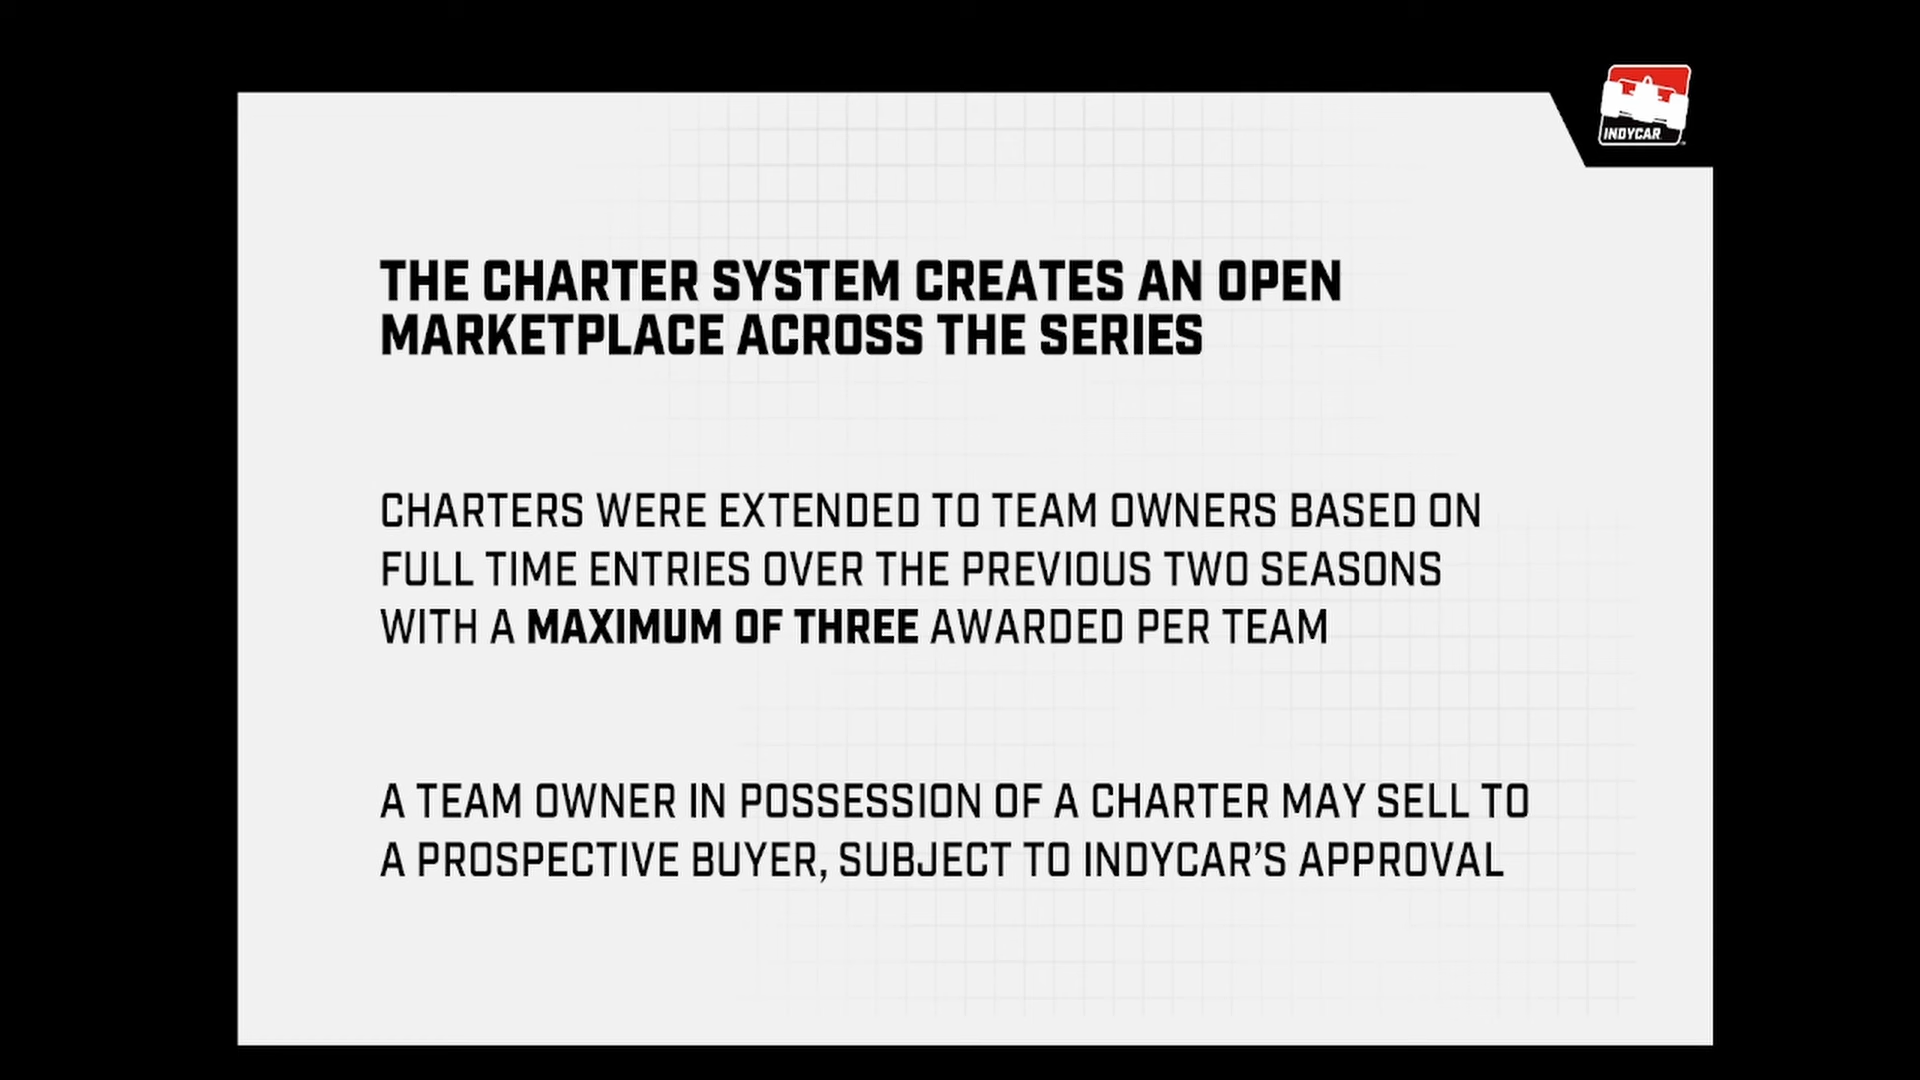 INDYCAR
THE CHARTER SYSTEM CREATES AN OPEN
MARKETPLACE ACROSS THE SERIES
CHARTERS WERE EXTENDED TO TEAM OWNERS BASED ON
FULL TIME ENTRIES OVER THE PREVIOUS TWO SEASONS
WITH A MAXIMUM OF THREE AWARDED PER TEAM
A TEAM OWNER IN POSSESSION OF A CHARTER MAY SELL TO
A PROSPECTIVE BUYER, SUBJECT TO INDYCAR’S APPROVAL